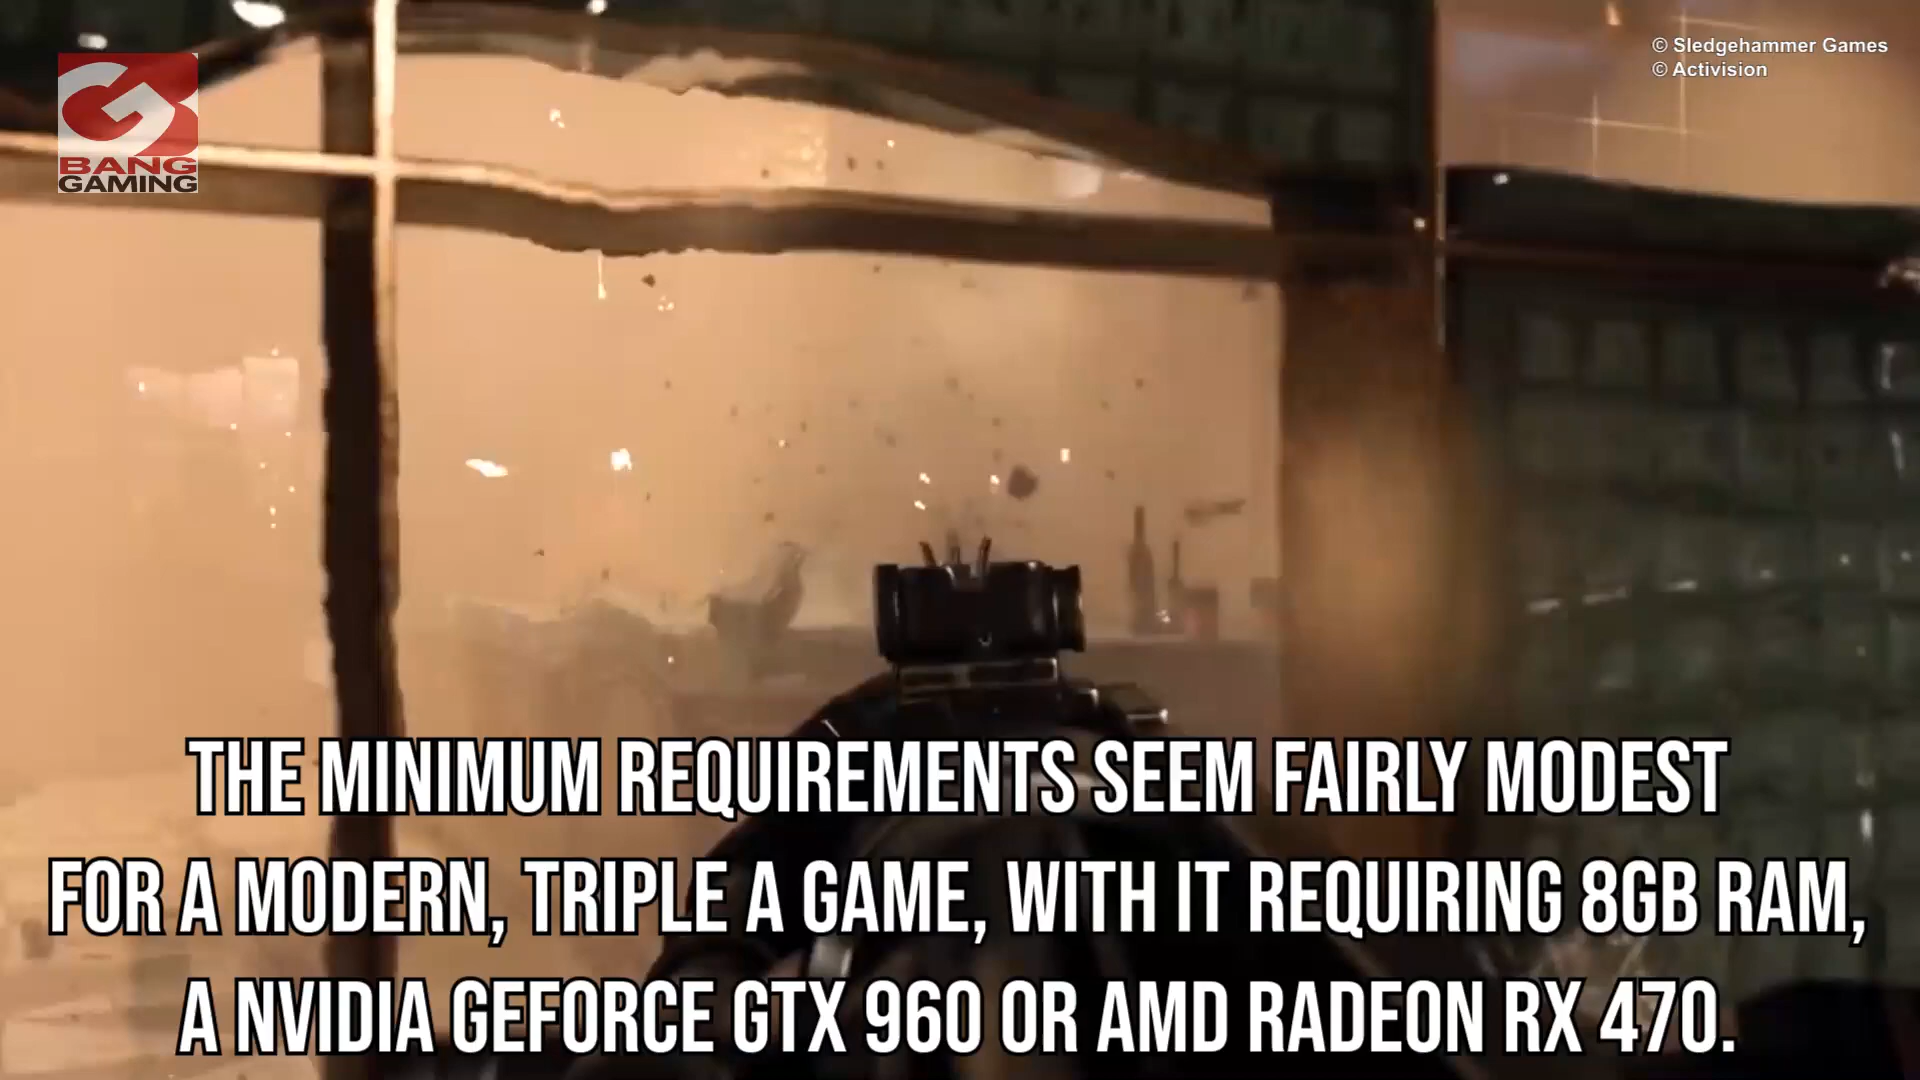 © Sledgehammer Games
© Activision
BANG
GAMING
THE MINIMUM REQUIREMENTS SEEM FAIRLY MODEST
FOR A MODERN, TRIPLE A GAME, WITH IT REQUIRING 8GB RAM,
A NVIDIA GEFORCE GTX 960 OR AMD RADEON RX 470.